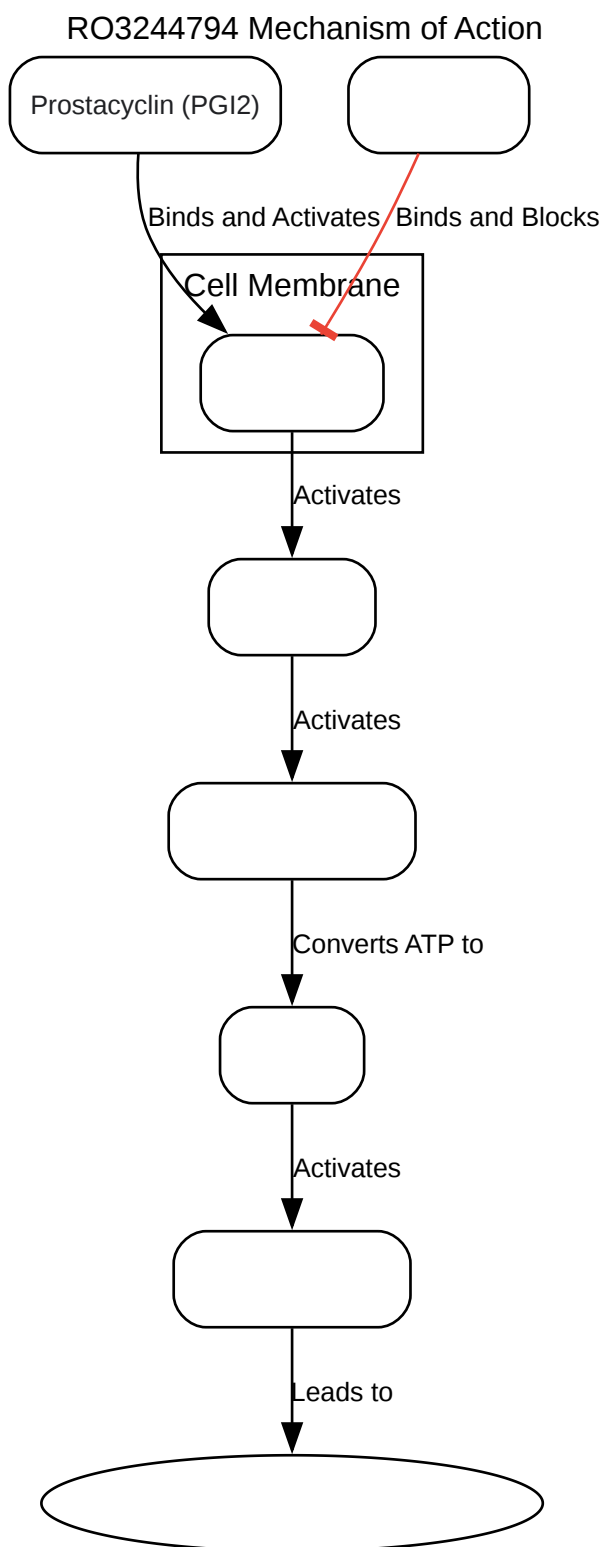 RO3244794 Mechanism of Action
Prostacyclin (PGI2)
Binds and Activates
Binds and Blocks
Cell Membrane
Activates
Activates
Converts ATP to
Activates
Leads to